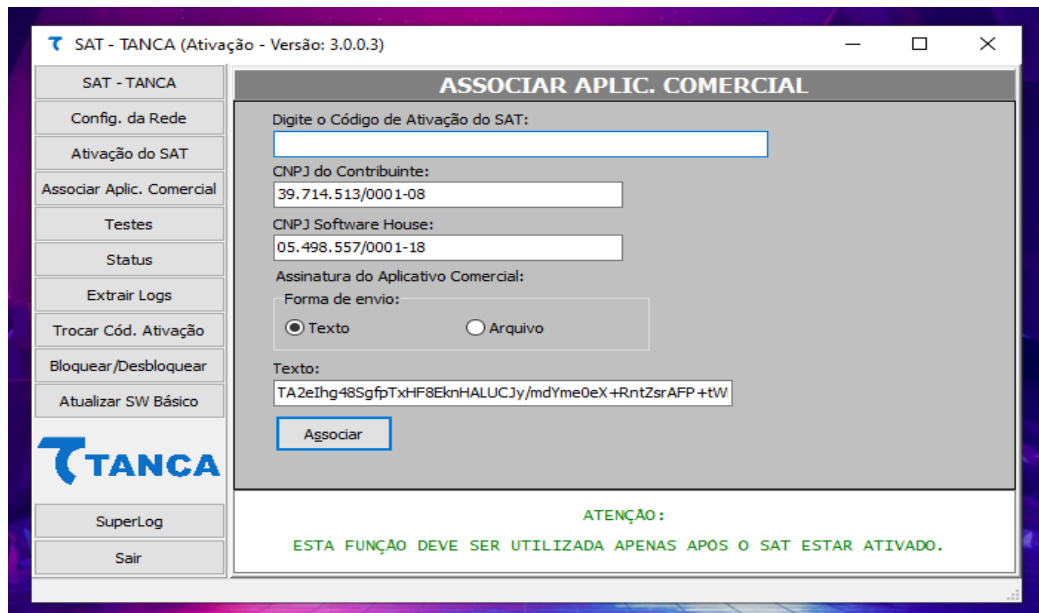 SAT - TANCA (Ativação - Versão: 3.0.0.3)
SAT - TANCA
Config. da Rede
Ativação do SAT
Associar Aplic. Comercial
Testes
Status
Extrair Logs
Trocar Cód. Ativação
Bloquear/Desbloquear
Atualizar SW Básico
TANCA
SuperLog
Sair
ASSOCIAR APLIC. COMERCIAL
Digite o Código de Ativação do SAT:
CNPJ do Contribuinte:
39.714.513/0001-08
CNPJ Software House:
05.498.557/0001-18
Assinatura do Aplicativo Comercial:
Forma de envio:
Texto Arquivo
Texto:
TA2eIhg48SgfpTxHF8EknHALUCJy/mdYme0eX+RntZsrAFP+tW
Associar
ATENÇÃO:
ESTA FUNÇÃO DEVE SER UTILIZADA APENAS APÓS O SAT ESTAR ATIVADO.